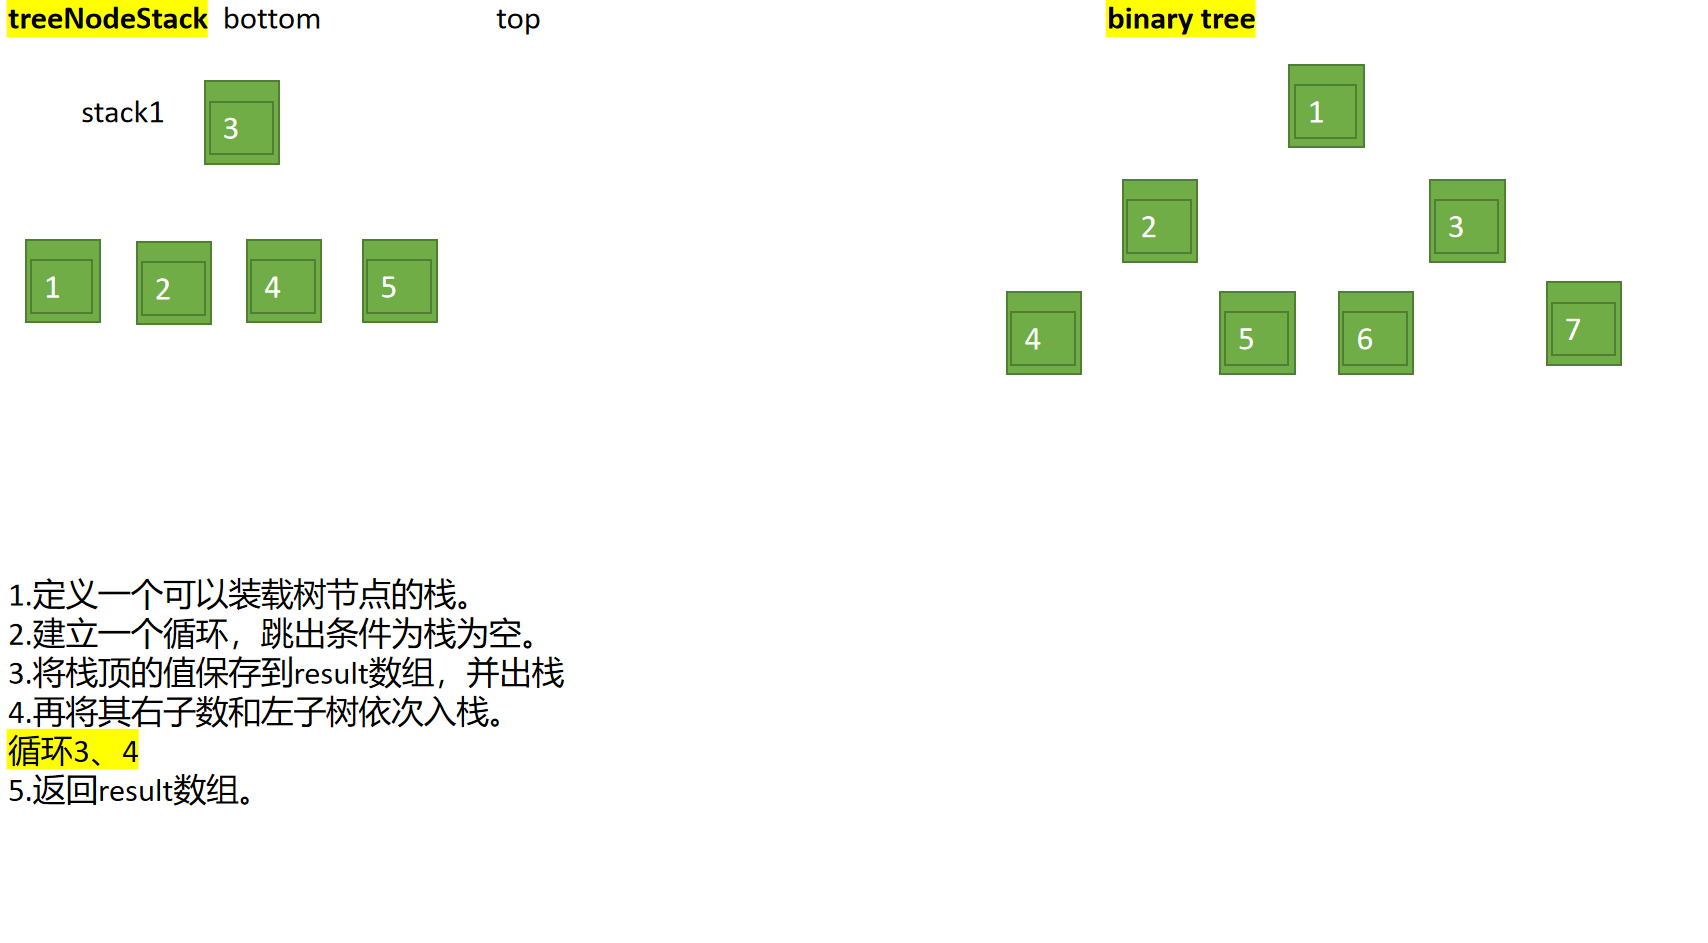 treeNodeStack bottom top
stack1
3
1 2 4 5
binary tree
1
2 3
4 5 6 7
1.定义一个可以装载树节点的栈。
2.建立一个循环，跳出条件为栈为空。
3.将栈顶的值保存到result数组，并出栈
4.再将其右子数和左子树依次入栈。
循环3、4
5.返回result数组。